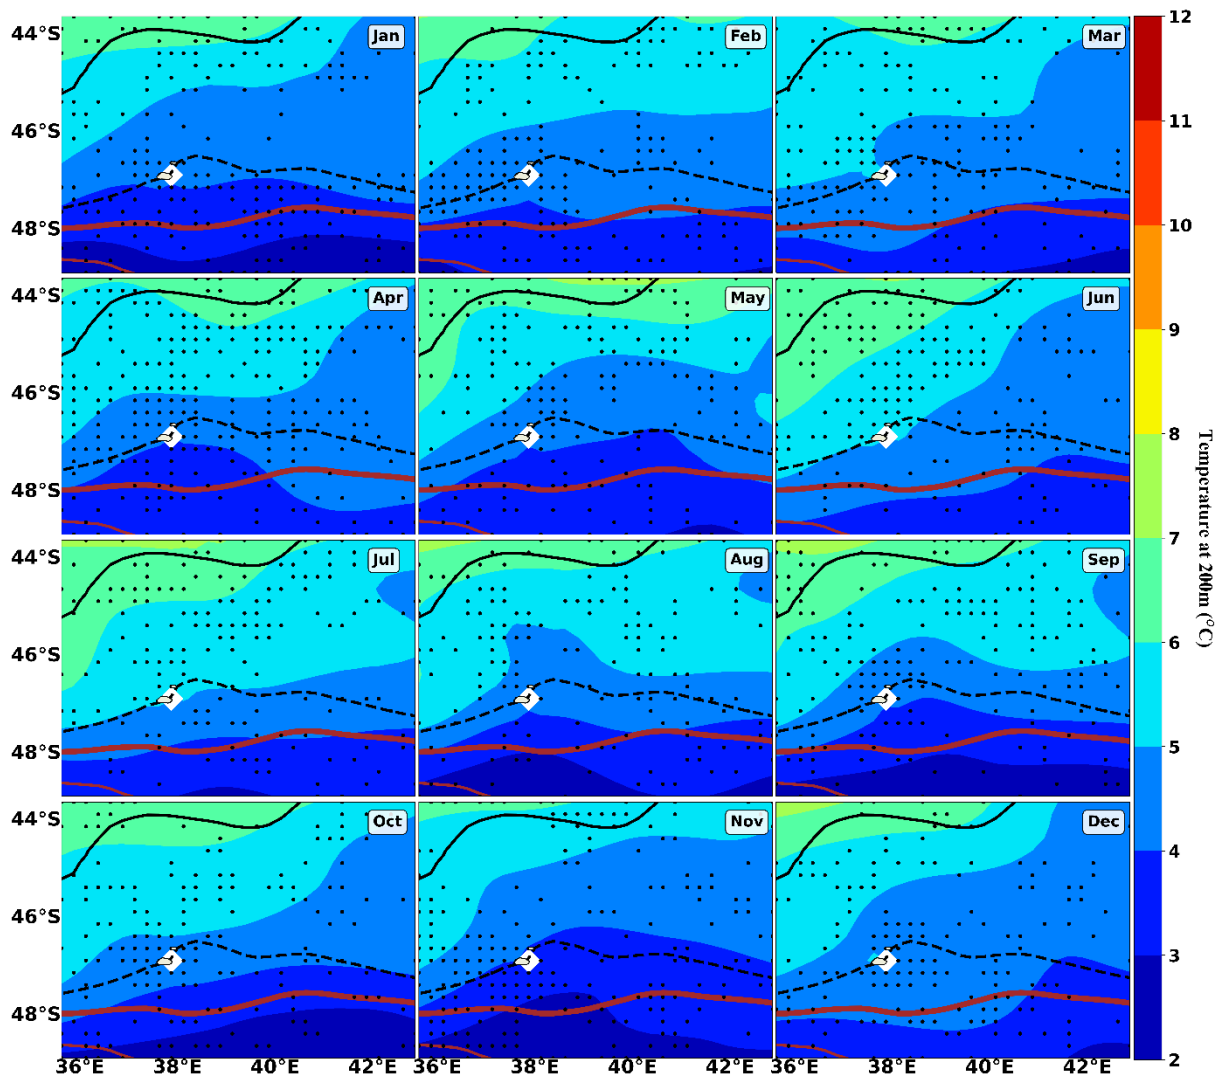 44°S
Jan
Feb
Mar
12
11
46°S
10
48°S
9
44°S
Apr
May
Jun
46°S
8
48°S
7
44°S
Jul
Aug
Sep
6
46°S
5
48°S
44°S
Oct
Nov
Dec
4
46°S
3
48°S
2
36°E 38°E 40°E 42°E 36°E 38°E 40°E 42°E 36°E 38°E 40°E 42°E
Temperature at 200m (°C)